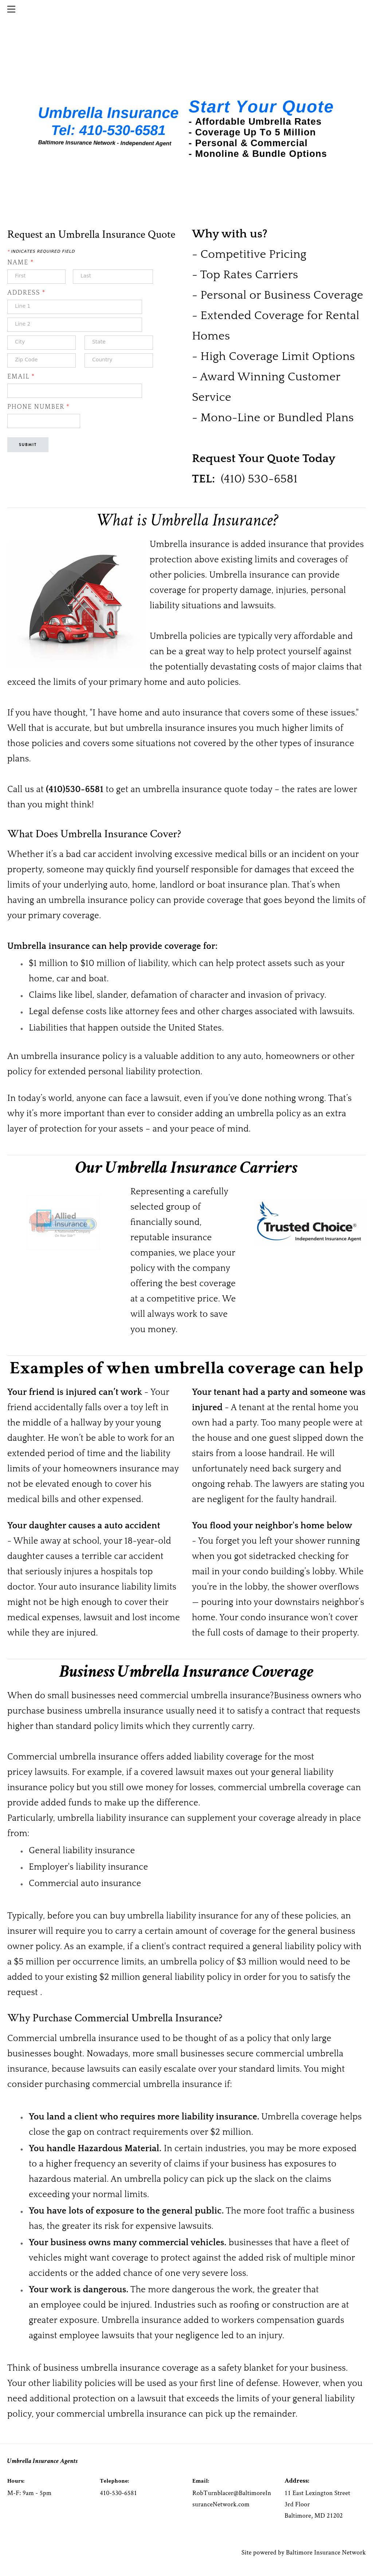 Umbrella Insurance
Tel: 410-530-6581
Baltimore Insurance Network - Independent Agent
Start Your Quote
- Affordable Umbrella Rates
- Coverage Up To 5 Million
- Personal & Commercial
- Monoline & Bundle Options
Request an Umbrella Insurance Quote
* INDICATES REQUIRED FIELD
NAME *
First
Last
ADDRESS *
Line 1
Line 2
City
State
Zip Code
Country
EMAIL *
PHONE NUMBER *
SUBMIT
Why with us?
- Competitive Pricing
- Top Rates Carriers
- Personal or Business Coverage
- Extended Coverage for Rental
Homes
- High Coverage Limit Options
- Award Winning Customer
Service
- Mono-Line or Bundled Plans
Request Your Quote Today
TEL: (410) 530-6581
What is Umbrella Insurance?
Umbrella insurance is added insurance that provides
protection above existing limits and coverages of
other policies. Umbrella insurance can provide
coverage for property damage, injuries, personal
liability situations and lawsuits.
Umbrella policies are typically very affordable and
can be a great way to help protect yourself against
the potentially devastating costs of major claims that
exceed the limits of your primary home and auto policies.
If you have thought, "I have home and auto insurance that covers some of these issues."
Well that is accurate, but but umbrella insurance insures you much higher limits of
those policies and covers some situations not covered by the other types of insurance
plans.
Call us at (410)530-6581 to get an umbrella insurance quote today – the rates are lower
than you might think!
What Does Umbrella Insurance Cover?
Whether it's a bad car accident involving excessive medical bills or an incident on your
property, someone may quickly find yourself responsible for damages that exceed the
limits of your underlying auto, home, landlord or boat insurance plan. That's when
having an umbrella insurance policy can provide coverage that goes beyond the limits of
your primary coverage.
Umbrella insurance can help provide coverage for:
• $1 million to $10 million of liability, which can help protect assets such as your
home, car and boat.
• Claims like libel, slander, defamation of character and invasion of privacy.
• Legal defense costs like attorney fees and other charges associated with lawsuits.
• Liabilities that happen outside the United States.
An umbrella insurance policy is a valuable addition to any auto, homeowners or other
policy for extended personal liability protection.
In today's world, anyone can face a lawsuit, even if you've done nothing wrong. That's
why it's more important than ever to consider adding an umbrella policy as an extra
layer of protection for your assets – and your peace of mind.
Our Umbrella Insurance Carriers
Allied
Insurance
Representing a carefully
selected group of
financially sound,
reputable insurance
companies, we place your
policy with the company
offering the best coverage
at a competitive price. We
will always work to save
you money.
Trusted Choice®
Independent Insurance Agent
Examples of when umbrella coverage can help
Your friend is injured can't work - Your
friend accidentally falls over a toy left in
the middle of a hallway by your young
daughter. He won't be able to work for an
extended period of time and the liability
limits of your homeowners insurance may
not be elevated enough to cover his
medical bills and other expensed.
Your tenant had a party and someone was
injured - A tenant at the rental home you
own had a party. Too many people were at
the house and one guest slipped down the
stairs from a loose handrail. He will
unfortunately need back surgery and
ongoing rehab. The lawyers are stating you
are negligent for the faulty handrail.
Your daughter causes a auto accident
- While away at school, your 18-year-old
daughter causes a terrible car accident
that seriously injures a hospitals top
doctor. Your auto insurance liability limits
might not be high enough to cover their
medical expenses, lawsuit and lost income
while they are injured.
You flood your neighbor's home below
- You forget you left your shower running
when you got sidetracked checking for
mail in your condo building's lobby. While
you're in the lobby, the shower overflows
— pouring into your downstairs neighbor's
home. Your condo insurance won't cover
the full costs of damage to their property.
Business Umbrella Insurance Coverage
When do small businesses need commercial umbrella insurance?Business owners who
purchase business umbrella insurance usually need it to satisfy a contract that requests
higher than standard policy limits which they currently carry.
Commercial umbrella insurance offers added liability coverage for the most
pricey lawsuits. For example, if a covered lawsuit maxes out your general liability
insurance policy but you still owe money for losses, commercial umbrella coverage can
provide added funds to make up the difference.
Particularly, umbrella liability insurance can supplement your coverage already in place
from:
• General liability insurance
• Employer's liability insurance
• Commercial auto insurance
Typically, before you can buy umbrella liability insurance for any of these policies, an
insurer will require you to carry a certain amount of coverage for the general business
owner policy. As an example, if a client's contract required a general liability policy with
a $5 million per occurrence limits, an umbrella policy of $3 million would need to be
added to your existing $2 million general liability policy in order for you to satisfy the
request .
Why Purchase Commercial Umbrella Insurance?
Commercial umbrella insurance used to be thought of as a policy that only large
businesses bought. Nowadays, more small businesses secure commercial umbrella
insurance, because lawsuits can easily escalate over your standard limits. You might
consider purchasing commercial umbrella insurance if:
• You land a client who requires more liability insurance. Umbrella coverage helps
close the gap on contract requirements over $2 million.
• You handle Hazardous Material. In certain industries, you may be more exposed
to a higher frequency an severity of claims if your business has exposures to
hazardous material. An umbrella policy can pick up the slack on the claims
exceeding your normal limits.
• You have lots of exposure to the general public. The more foot traffic a business
has, the greater its risk for expensive lawsuits.
• Your business owns many commercial vehicles. businesses that have a fleet of
vehicles might want coverage to protect against the added risk of multiple minor
accidents or the added chance of one very severe loss.
• Your work is dangerous. The more dangerous the work, the greater that
an employee could be injured. Industries such as roofing or construction are at
greater exposure. Umbrella insurance added to workers compensation guards
against employee lawsuits that your negligence led to an injury.
Think of business umbrella insurance coverage as a safety blanket for your business.
Your other liability policies will be used as your first line of defense. However, when you
need additional protection on a lawsuit that exceeds the limits of your general liability
policy, your commercial umbrella insurance can pick up the remainder.
Umbrella Insurance Agents
Hours:
M-F: 9am - 5pm
Telephone:
410-530-6581
Email:
RobTurnblacer@BaltimoreIn
suranceNetwork.com
Address:
11 East Lexington Street
3rd Floor
Baltimore, MD 21202
Site powered by Baltimore Insurance Network